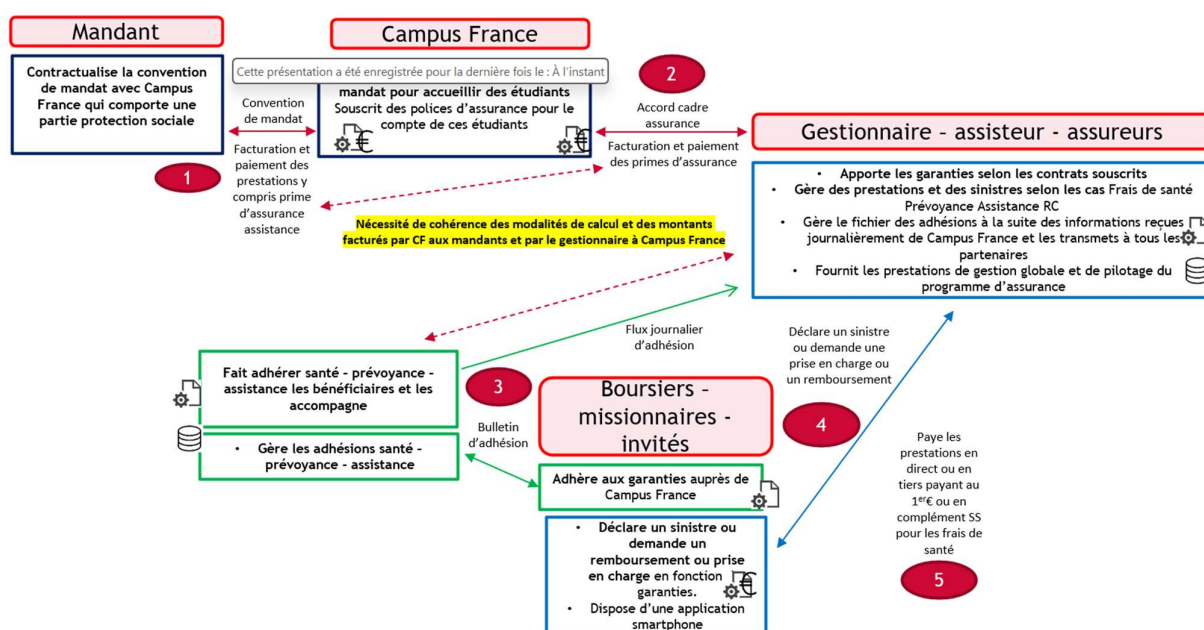 Mandant
Campus France
Contractualise la convention
de mandat avec Campus
France qui comporte une
partie protection sociale
Cette présentation a été enregistrée pour la dernière fois le : À l'instant
mandat pour accueillir des étudiants
Souscrit des polices d'assurance pour le
compte de ces étudiants
2
Convention
de mandat
Accord cadre
assurance
Facturation et
paiement des
prestations y
compris prime
d'assurance
assistance
1
Facturation et paiement
des primes d'assurance
Gestionnaire - assisteur - assureurs
• Apporte les garanties selon les contrats souscrits
• Gère des prestations et des sinistres selon les cas Frais de santé
Prévoyance Assistance RC
• Gère le fichier des adhésions à la suite des informations reçues
journalièrement de Campus France et les transmets à tous les
partenaires
• Fournit les prestations de gestion globale et de pilotage du
programme d'assurance
Nécessité de cohérence des modalités de calcul et des montants
facturés par CF aux mandants et par le gestionnaire à Campus France
Flux journalier
d'adhésion
Déclare un sinistre
ou demande une
prise en charge ou
un remboursement
Fait adhérer santé - prévoyance -
assistance les bénéficiaires et les
accompagne
3
Boursiers -
missionnaires -
invités
4
Bulletin
d'adhésion
• Gère les adhésions santé -
prévoyance - assistance
Adhère aux garanties auprès de
Campus France
Paye les
prestations en
direct ou en
tiers payant au
1er€ ou en
complément SS
pour les frais de
santé
5
• Déclare un sinistre ou
demande un
remboursement ou prise
en charge en fonction
garanties.
• Dispose d'une application
smartphone